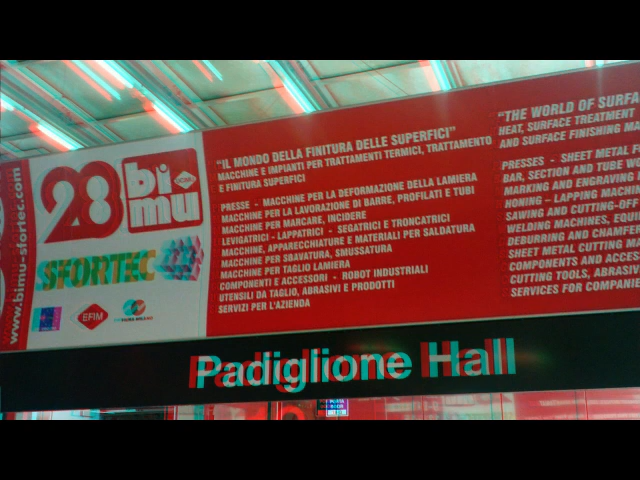 www.bimu-sfortec.com
28
bi
mu
SFORTEC
EFIM
"IL MONDO DELLA FINITURA DELLE SUPERFICI"
MACCHINE E IMPIANTI PER TRATTAMENTI TERMICI, TRATTAMENTO
E FINITURA SUPERFICI
PRESSE - MACCHINE PER LA DEFORMAZIONE DELLA LAMIERA
MACCHINE PER LA LAVORAZIONE DI BARRE, PROFILATI E TUBI
MACCHINE PER MARCARE, INCIDERE
LEVIGATRICI - LAPPATRICI - SEGATRICI E TRONCATRICI
MACCHINE, APPARECCHIATURE E MATERIALI PER SALDATURA
MACCHINE PER SBAVATURA, SMUSSATURA
MACCHINE PER TAGLIO LAMIERA
COMPONENTI E ACCESSORI - ROBOT INDUSTRIALI
UTENSILI DA TAGLIO, ABRASIVI E PRODOTTI
SERVIZI PER L'AZIENDA
"THE WORLD OF SURFA
HEAT, SURFACE TREATMENT
AND SURFACE FINISHING MA
PRESSES - SHEET METAL FO
BAR, SECTION AND TUBE W
MARKING AND ENGRAVING
HONING - LAPPING MACHI
SAWING AND CUTTING-OFF
WELDING MACHINES, EQU
DEBURRING AND CHAMFER
SHEET METAL CUTTING MA
COMPONENTS AND ACCES
CUTTING TOOLS, ABRASIV
SERVICES FOR COMPANIE
Padiglione Hall